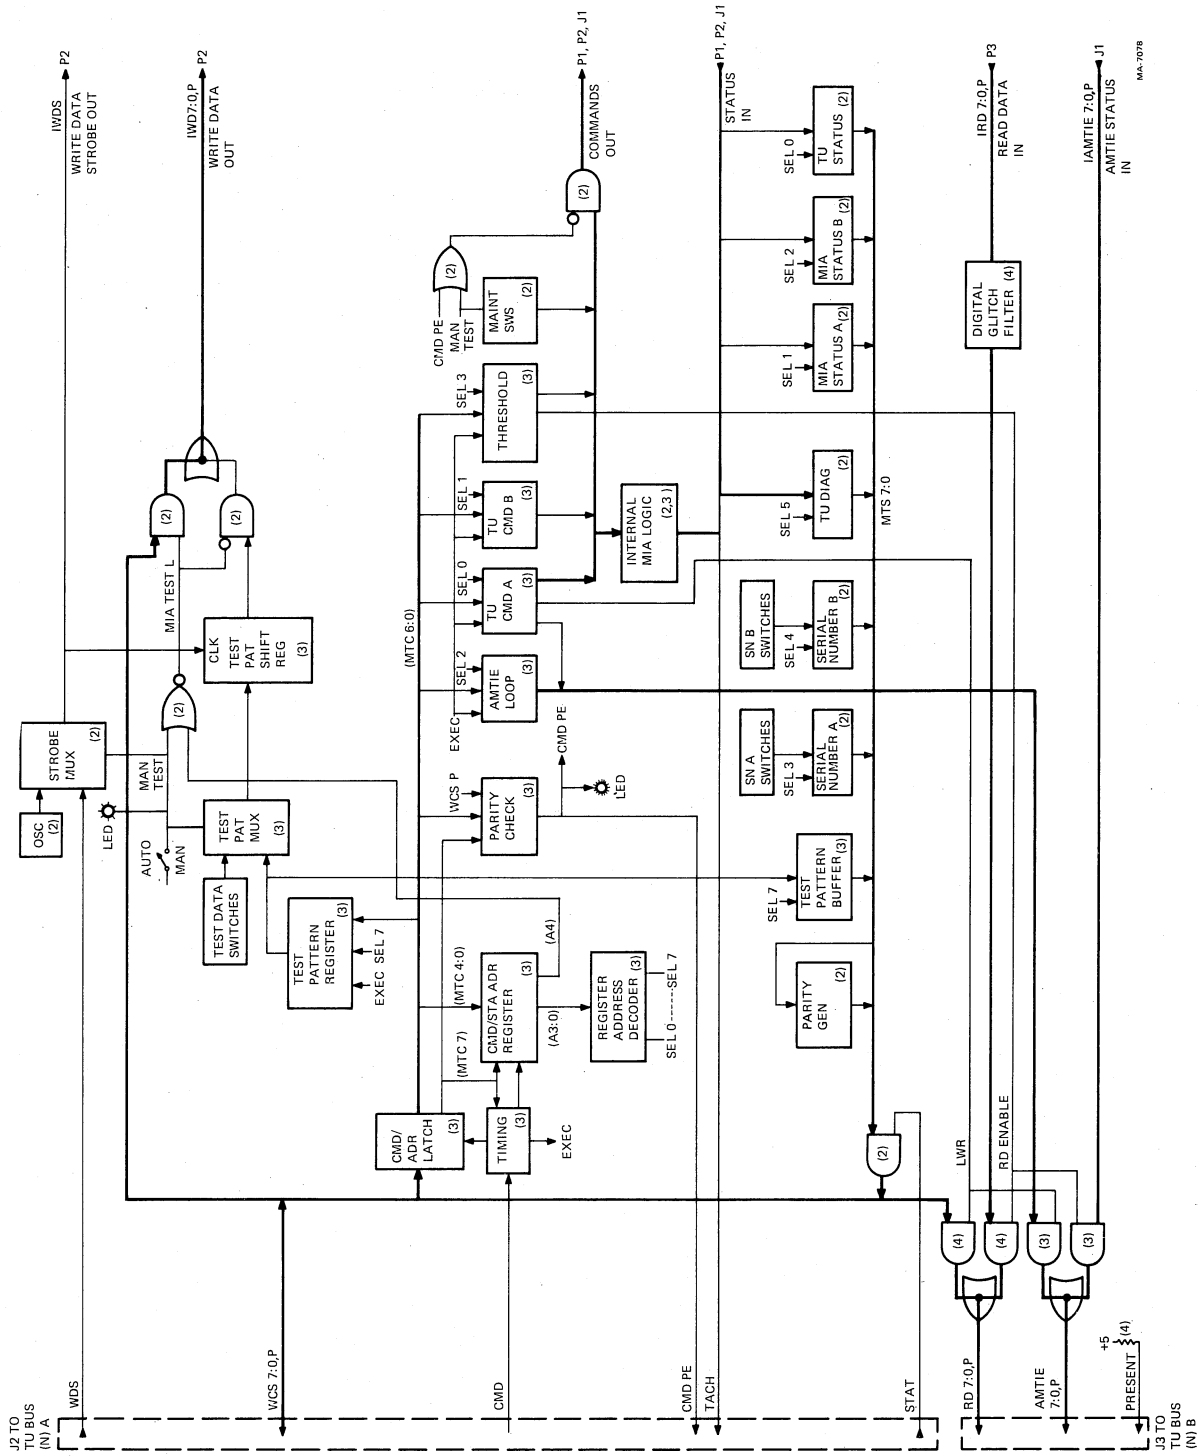 IWDS
P2
WRITE DATA
STROBE OUT
IWD7:0,P
P2
WRITE DATA
OUT
P1, P2, J1
COMMANDS
OUT
P1, P2, J1
STATUS
IN
IRD 7:0,P
P3
READ DATA
IN
IAMTIE 7:0,P
J1
AMTIE STATUS
IN
MA-7078
STROBE
MUX
(2)
OSC
(2)
LED
AUTO
MAN
MAN
TEST
(2)
MIA TEST L
(2)
(2)
CLK
TEST
PAT
SHIFT
REG
(3)
TEST
PAT
MUX
(3)
TEST DATA
SWITCHES
TEST
PATTERN
REGISTER
(3)
EXEC
SEL 7
(MTC 6:0)
CMD PE
MAN
TEST
(2)
(2)
MAINT
SWS
(2)
THRESHOLD
(3)
SEL 3
TU
CMD B
(3)
SEL 1
TU
CMD A
(3)
SEL 0
AMTIE
LOOP
(3)
SEL 2
EXEC
INTERNAL
MIA LOGIC
(2,3)
PARITY
CHECK
(3)
WCS P
CMD PE
LED
CMD/STA ADR
REGISTER
(3)
(MTC 4:0)
(MTC 7)
(A4)
(A3:0)
REGISTER
ADDRESS
DECODER
(3)
SEL 0------SEL 7
CMD/
ADR
LATCH
(3)
TIMING
(3)
EXEC
SEL 0
TU
STATUS
(2)
SEL 2
MIA
STATUS B
(2)
SEL 1
MIA
STATUS A
(2)
SEL 5
TU DIAG
(2)
MTS 7:0
SN B
SWITCHES
SEL 4
SERIAL
NUMBER B
(2)
SN A
SWITCHES
SEL 3
SERIAL
NUMBER A
(2)
SEL 7
TEST
PATTERN
BUFFER
(3)
PARITY
GEN
(2)
(2)
DIGITAL
GLITCH
FILTER
(4)
LWR
RD ENABLE
(4)
(4)
(3)
(3)
J2 TO
TU BUS
(N) A
WDS
WCS 7:0,P
CMD
CMD PE
TACH
STAT
RD 7:0,P
AMTIE
7:0,P
PRESENT
+5
(4)
J3 TO
TU BUS
(N) B